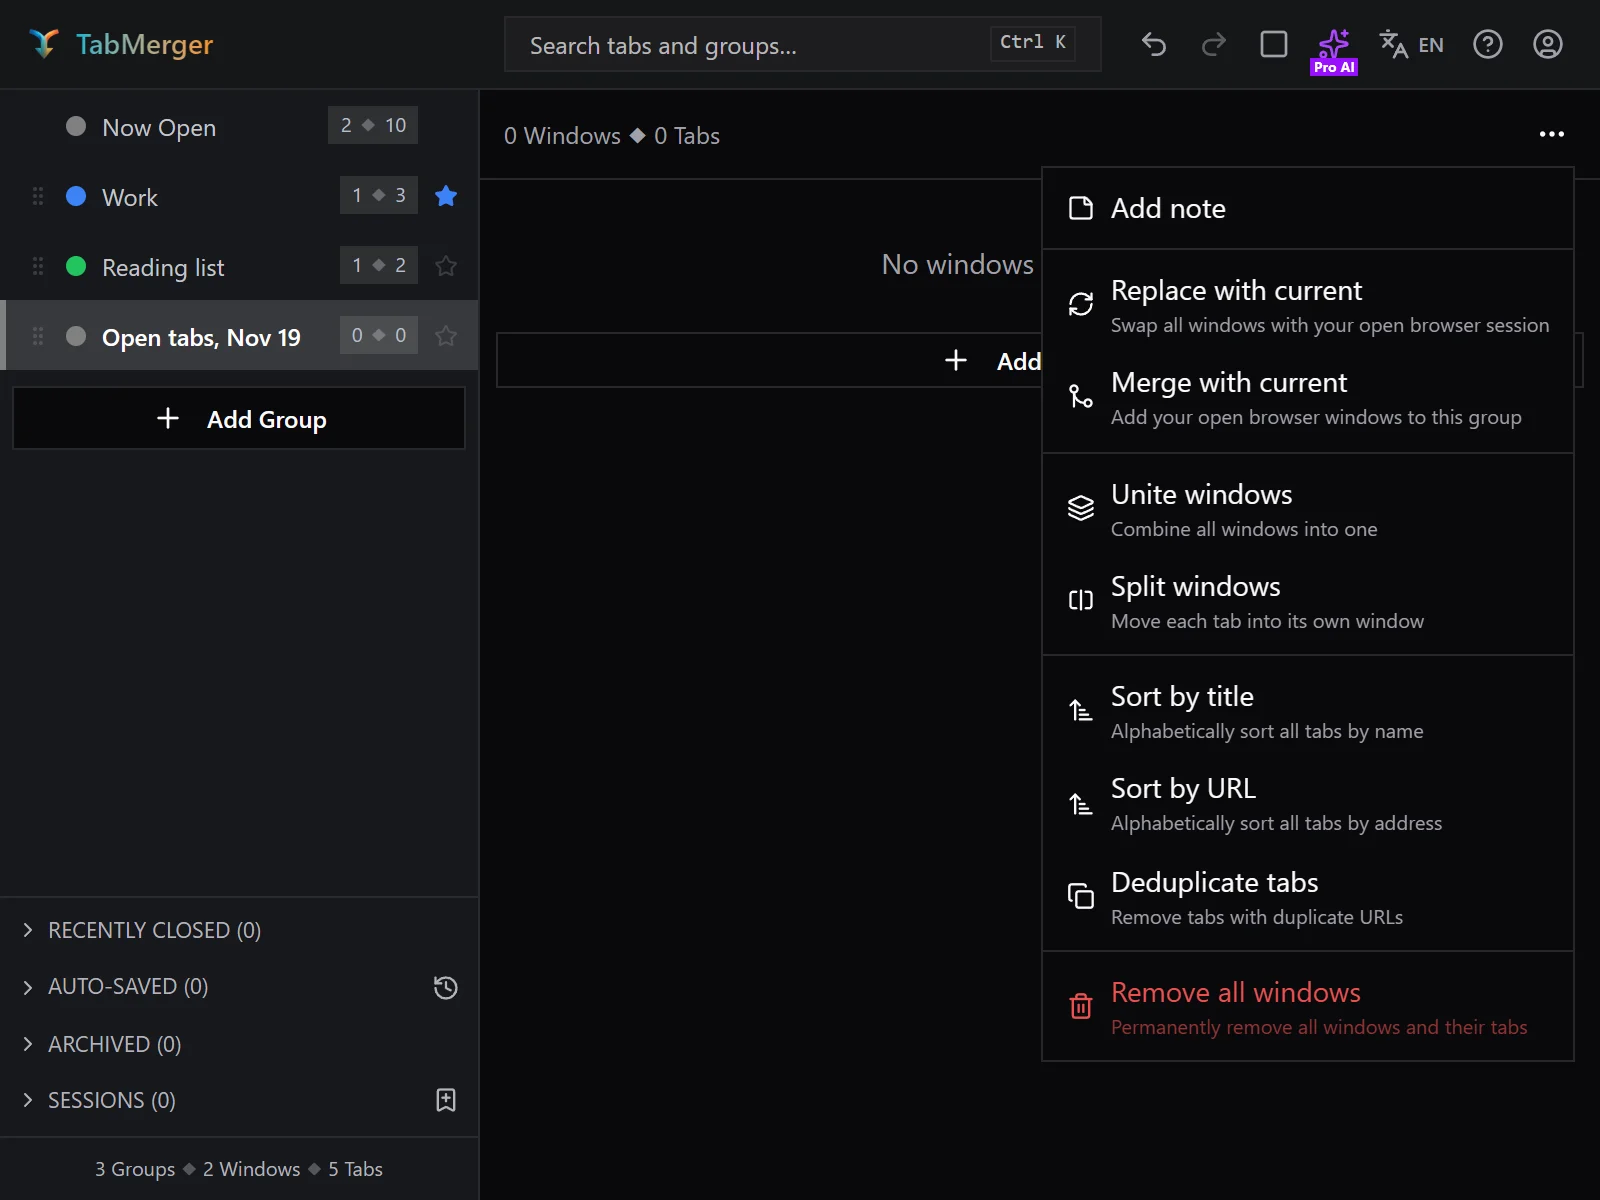 TabMerger
Search tabs and groups...
Ctrl K
Pro AI
EN
Now Open
2 ◆ 10
Work
1 ◆ 3
Reading list
1 ◆ 2
Open tabs, Nov 19
0 ◆ 0
Add Group
RECENTLY CLOSED (0)
AUTO-SAVED (0)
ARCHIVED (0)
SESSIONS (0)
3 Groups ◆ 2 Windows ◆ 5 Tabs
0 Windows ◆ 0 Tabs
No windows
Add
Add note
Replace with current
Swap all windows with your open browser session
Merge with current
Add your open browser windows to this group
Unite windows
Combine all windows into one
Split windows
Move each tab into its own window
Sort by title
Alphabetically sort all tabs by name
Sort by URL
Alphabetically sort all tabs by address
Deduplicate tabs
Remove tabs with duplicate URLs
Remove all windows
Permanently remove all windows and their tabs